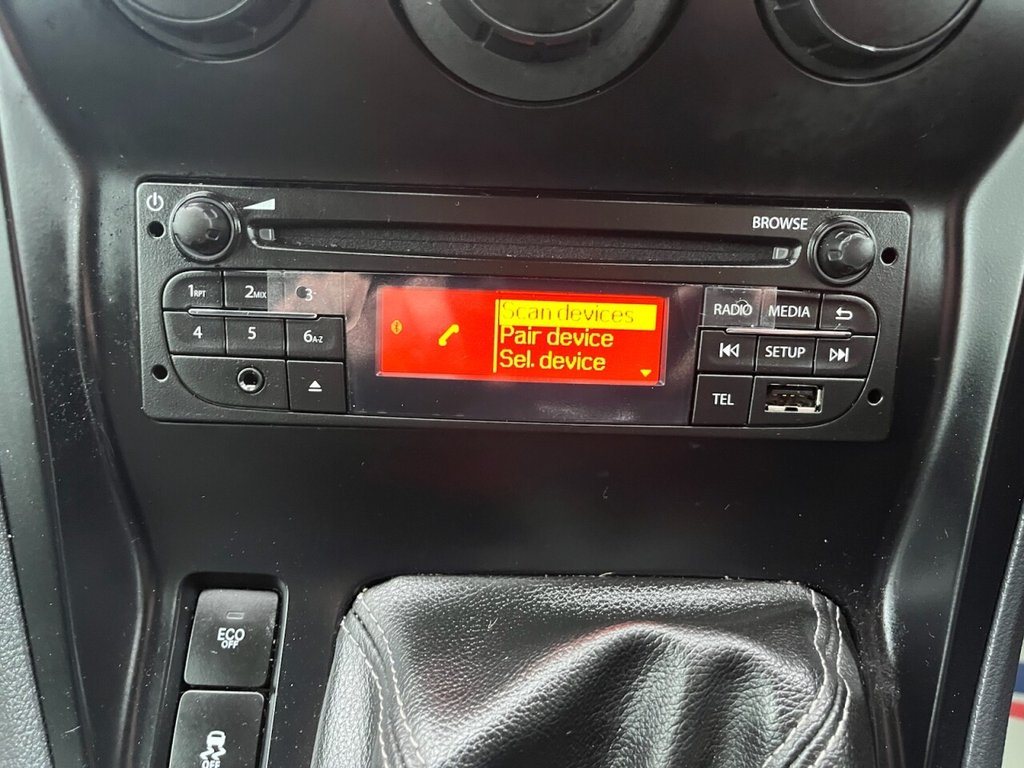 BROWSE
1RPT
2MIX
3
4
5
6A-Z
Scan devices
Pair device
Sel. device
RADIO
MEDIA
SETUP
TEL
ECO
OFF
OFF